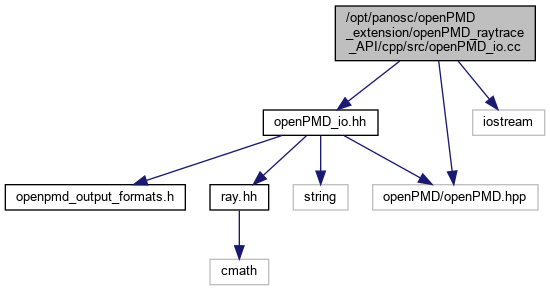 /opt/panosc/openPMD
_extension/openPMD_raytrace
_API/cpp/src/openPMD_io.cc
openPMD_io.hh
iostream
openpmd_output_formats.h
ray.hh
string
openPMD/openPMD.hpp
cmath